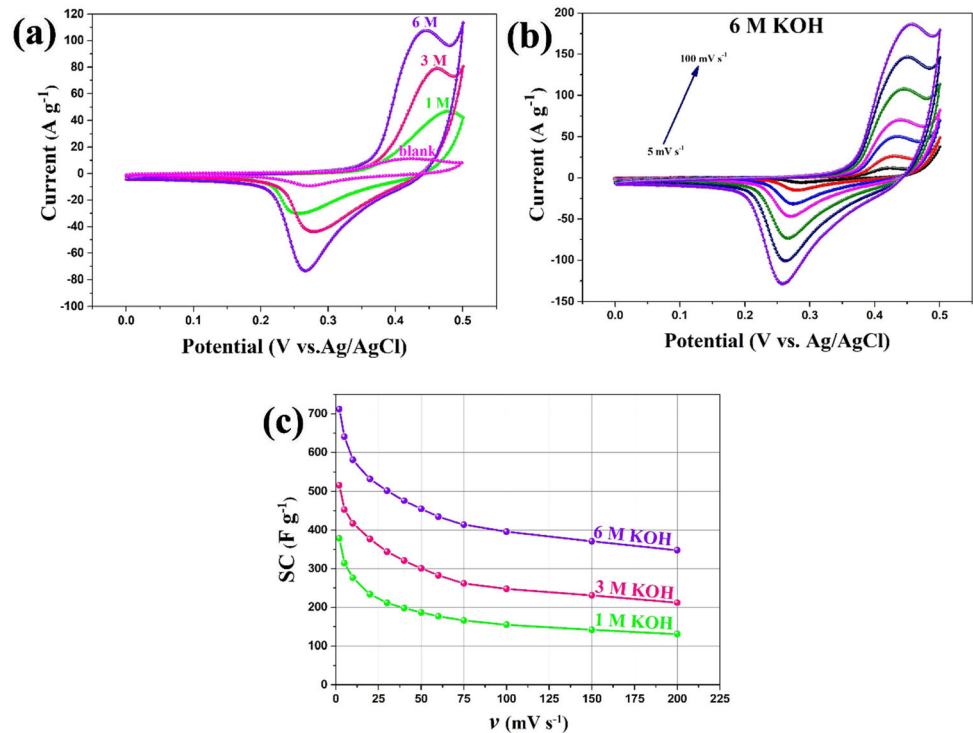 (a)
120
100
80
60
40
20
0
-20
-40
-60
-80
-100
Current (A g⁻¹)
6 M
3 M
1 M
blank
0.0 0.1 0.2 0.3 0.4 0.5
Potential (V vs.Ag/AgCl)
(b)
6 M KOH
200
150
100
50
0
-50
-100
-150
Current (A g⁻¹)
100 mV s⁻¹
5 mV s⁻¹
0.0 0.1 0.2 0.3 0.4 0.5
Potential (V vs. Ag/AgCl)
(c)
700
600
500
400
300
200
100
0
SC (F g⁻¹)
6 M KOH
3 M KOH
1 M KOH
0 25 50 75 100 125 150 175 200 225
ν (mV s⁻¹)